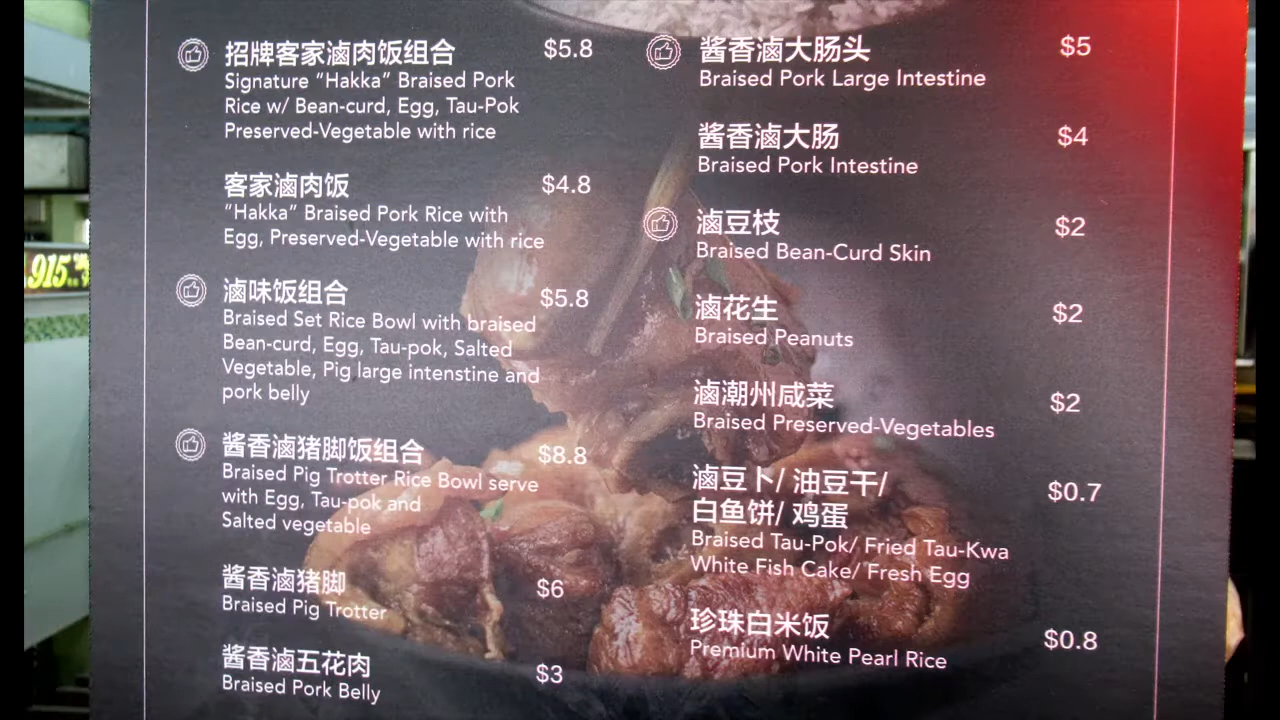 招牌客家滷肉饭组合 $5.8
Signature “Hakka” Braised Pork
Rice w/ Bean-curd, Egg, Tau-Pok
Preserved-Vegetable with rice
客家滷肉饭 $4.8
“Hakka” Braised Pork Rice with
Egg, Preserved-Vegetable with rice
滷味饭组合 $5.8
Braised Set Rice Bowl with braised
Bean-curd, Egg, Tau-pok, Salted
Vegetable, Pig large intenstine and
pork belly
酱香滷猪脚饭组合 $8.8
Braised Pig Trotter Rice Bowl serve
with Egg, Tau-pok and
Salted vegetable
酱香滷猪脚 $6
Braised Pig Trotter
酱香滷五花肉 $3
Braised Pork Belly
酱香滷大肠头 $5
Braised Pork Large Intestine
酱香滷大肠 $4
Braised Pork Intestine
滷豆枝 $2
Braised Bean-Curd Skin
滷花生 $2
Braised Peanuts
滷潮州咸菜 $2
Braised Preserved-Vegetables
滷豆卜/ 油豆干/ $0.7
白鱼饼/ 鸡蛋
Braised Tau-Pok/ Fried Tau-Kwa
White Fish Cake/ Fresh Egg
珍珠白米饭 $0.8
Premium White Pearl Rice
915